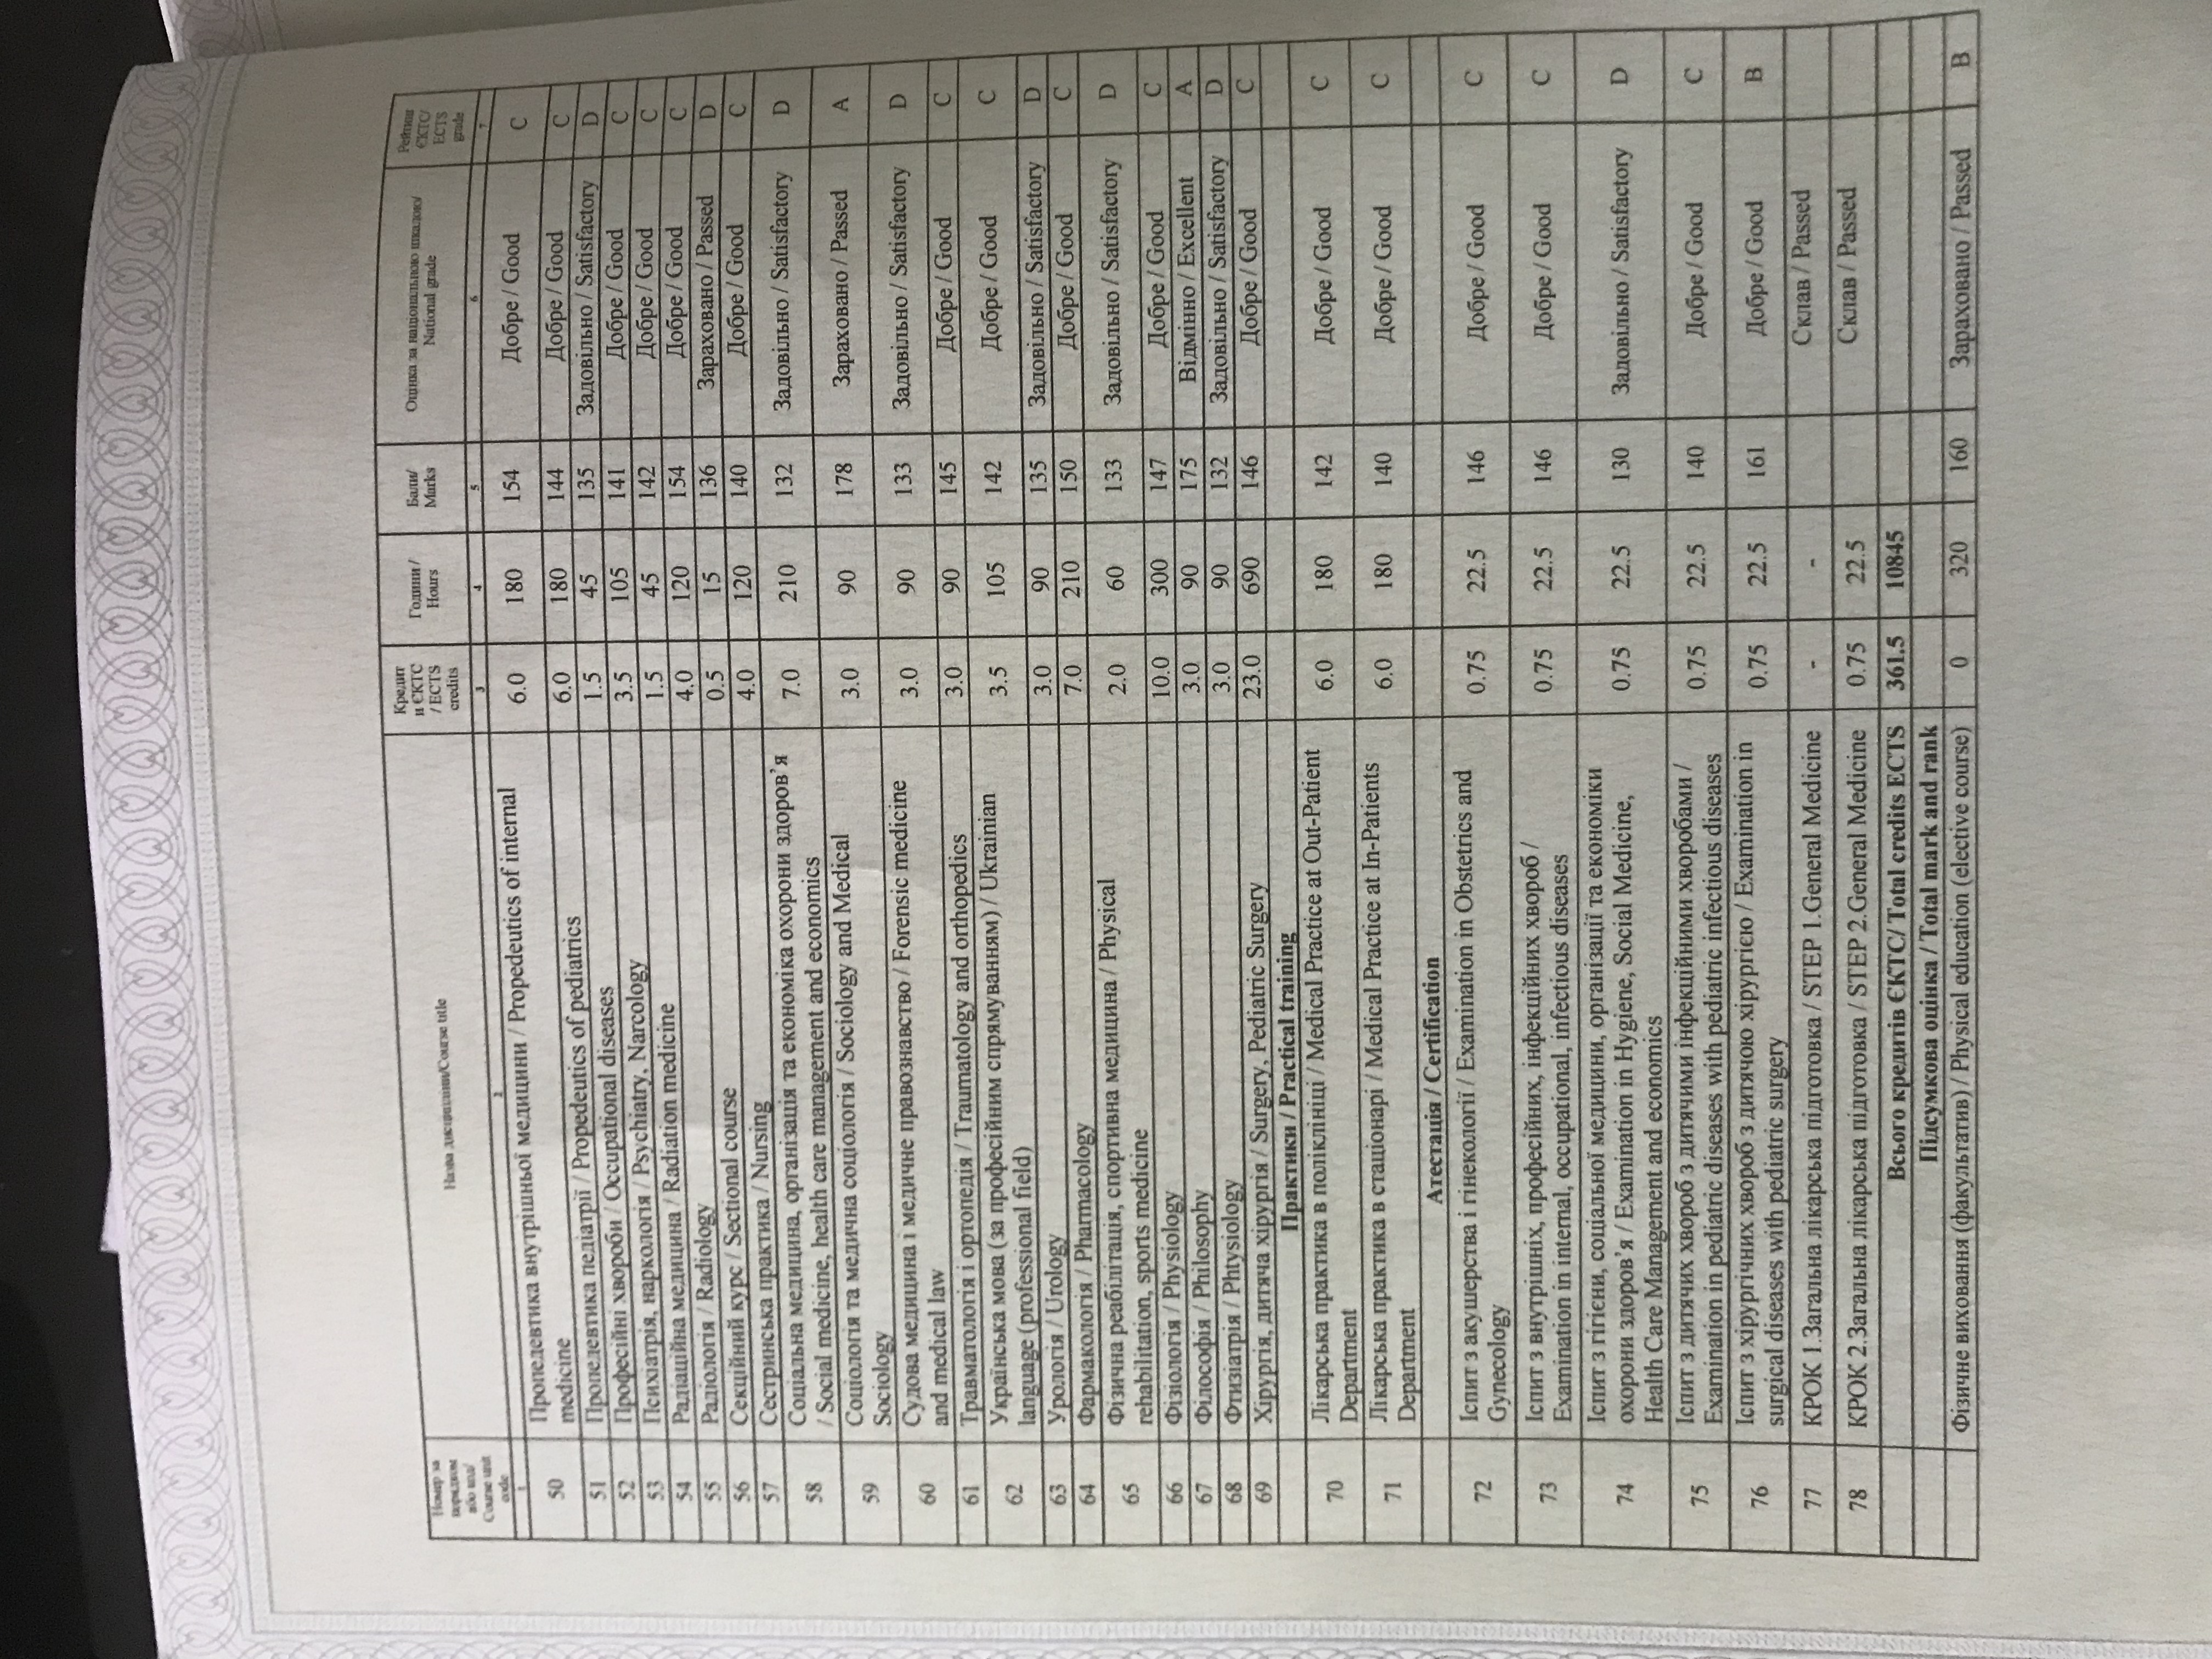 Номер за
порядком
або код/
Course unit
code
Назва дисципліни/Course title
Кредит
и ЄКТС
/ ECTS
credits
Години /
Hours
Бали/
Marks
Оцінка за національною шкалою/
National grade
Рейтинг
ЄКТС/
ECTS
grade
1 2 3 4 5 6 7
50 Пропедевтика внутрішньої медицини / Propedeutics of internal 6.0 180 154 Добре / Good C
medicine
51 Пропедевтика педіатрії / Propedeutics of pediatrics 6.0 180 144 Добре / Good C
52 Професійні хвороби / Occupational diseases 1.5 45 135 Задовільно / Satisfactory D
53 Психіатрія, наркологія / Psychiatry, Narcology 3.5 105 141 Добре / Good C
54 Радіаційна медицина / Radiation medicine 1.5 45 142 Добре / Good C
55 Радіологія / Radiology 4.0 120 154 Добре / Good C
56 Секційний курс / Sectional course 0.5 15 136 Зараховано / Passed D
57 Сестринська практика / Nursing 4.0 120 140 Добре / Good C
58 Соціальна медицина, організація та економіка охорони здоров’я 7.0 210 132 Задовільно / Satisfactory D
/ Social medicine, health care management and economics
59 Соціологія та медична соціологія / Sociology and Medical 3.0 90 178 Зараховано / Passed A
Sociology
60 Судова медицина і медичне правознавство / Forensic medicine 3.0 90 133 Задовільно / Satisfactory D
and medical law
61 Травматологія і ортопедія / Traumatology and orthopedics 3.0 90 145 Добре / Good C
62 Українська мова (за професійним спрямуванням) / Ukrainian 3.5 105 142 Добре / Good C
language (professional field)
63 Урологія / Urology 3.0 90 135 Задовільно / Satisfactory D
64 Фармакологія / Pharmacology 7.0 210 150 Добре / Good C
65 Фізична реабілітація, спортивна медицина / Physical 2.0 60 133 Задовільно / Satisfactory D
rehabilitation, sports medicine
66 Фізіологія / Physiology 10.0 300 147 Добре / Good C
67 Філософія / Philosophy 3.0 90 175 Відмінно / Excellent A
68 Фтизіатрія / Phtysiology 3.0 90 132 Задовільно / Satisfactory D
69 Хірургія, дитяча хірургія / Surgery, Pediatric Surgery 23.0 690 146 Добре / Good C
Практики / Practical training
70 Лікарська практика в поліклініці / Medical Practice at Out-Patient 6.0 180 142 Добре / Good C
Department
71 Лікарська практика в стаціонарі / Medical Practice at In-Patients 6.0 180 140 Добре / Good C
Department
Атестація / Certification
72 Іспит з акушерства і гінекології / Examination in Obstetrics and 0.75 22.5 146 Добре / Good C
Gynecology
73 Іспит з внутрішніх, професійних, інфекційних хвороб / 0.75 22.5 146 Добре / Good C
Examination in internal, occupational, infectious diseases
74 Іспит з гігієни, соціальної медицини, організації та економіки
охорони здоров’я / Examination in Hygiene, Social Medicine, 0.75 22.5 130 Задовільно / Satisfactory D
Health Care Management and economics
75 Іспит з дитячих хвороб з дитячими інфекційними хворобами / 0.75 22.5 140 Добре / Good C
Examination in pediatric diseases with pediatric infectious diseases
76 Іспит з хірургічних хвороб з дитячою хірургією / Examination in 0.75 22.5 161 Добре / Good B
surgical diseases with pediatric surgery
77 КРОК 1.Загальна лікарська підготовка / STEP 1.General Medicine - - Склав / Passed
78 КРОК 2.Загальна лікарська підготовка / STEP 2.General Medicine 0.75 22.5 Склав / Passed
Всього кредитів ЄКТС/ Total credits ECTS 361.5 10845
Підсумкова оцінка / Total mark and rank
Фізичне виховання (факультатив) / Physical education (elective course) 0 320 160 Зараховано / Passed B